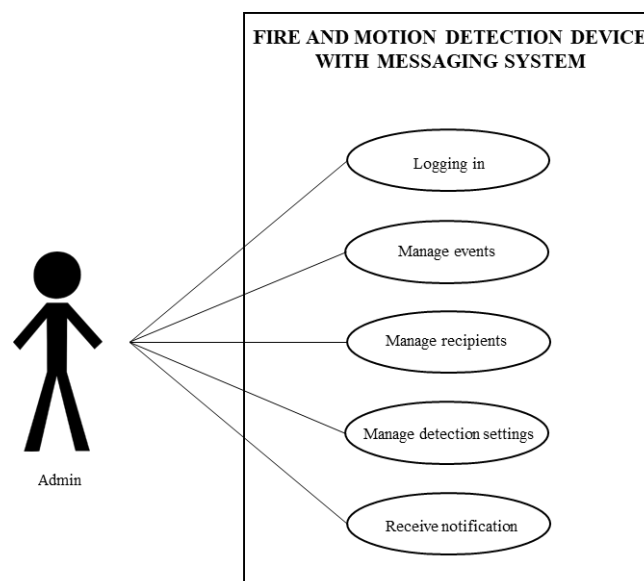 FIRE AND MOTION DETECTION DEVICE
WITH MESSAGING SYSTEM
Logging in
Manage events
Manage recipients
Manage detection settings
Receive notification
Admin